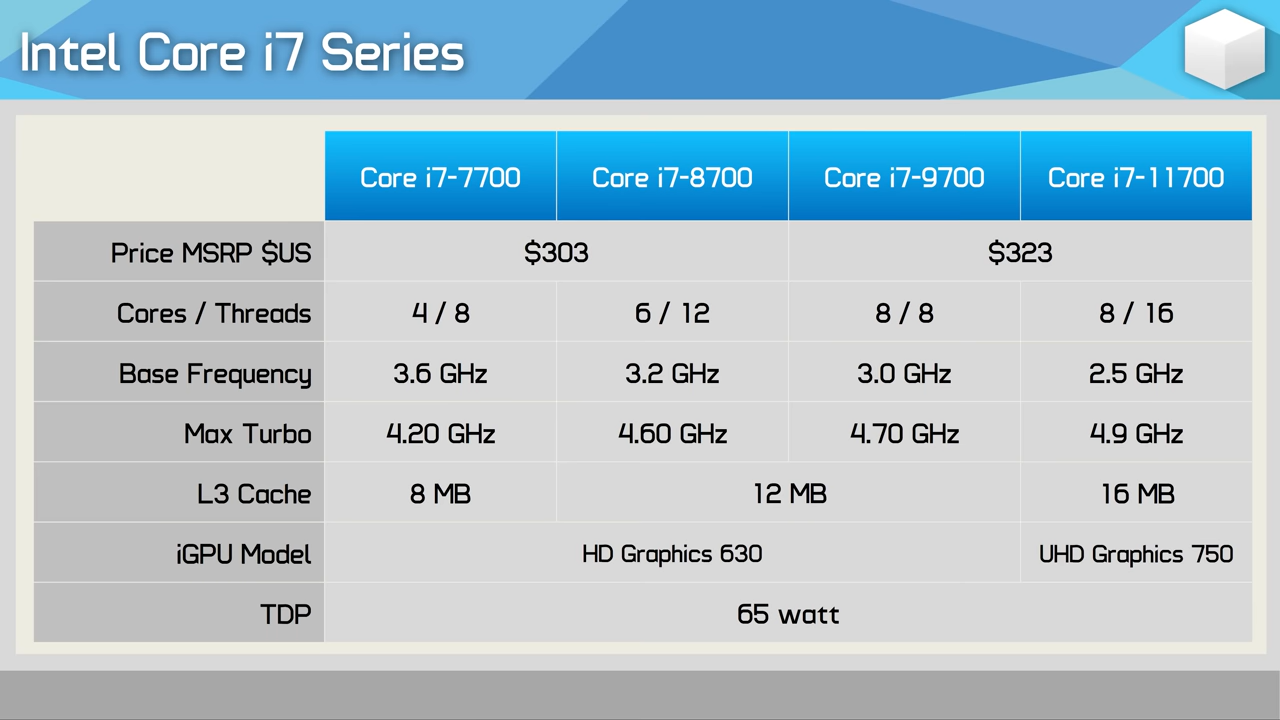 Intel Core i7 Series
Core i7-7700 Core i7-8700 Core i7-9700 Core i7-11700
Price MSRP $US $303 $323
Cores / Threads 4 / 8 6 / 12 8 / 8 8 / 16
Base Frequency 3.6 GHz 3.2 GHz 3.0 GHz 2.5 GHz
Max Turbo 4.20 GHz 4.60 GHz 4.70 GHz 4.9 GHz
L3 Cache 8 MB 12 MB 16 MB
iGPU Model HD Graphics 630 UHD Graphics 750
TDP 65 watt